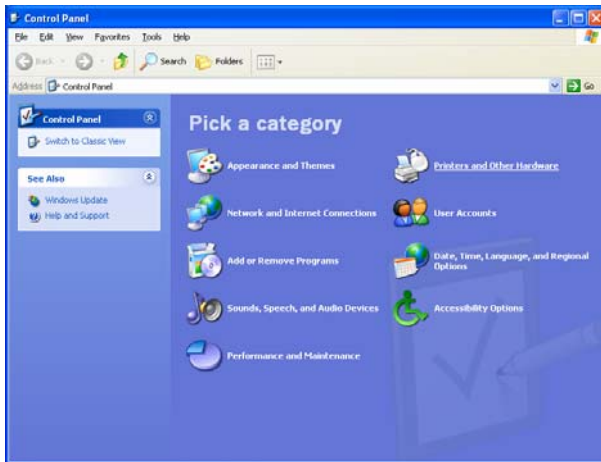 Control Panel
File Edit View Favorites Tools Help
Back Search Folders
Address Control Panel Go
Control Panel
Switch to Classic View
See Also
Windows Update
Help and Support
Pick a category
Appearance and Themes
Printers and Other Hardware
Network and Internet Connections
User Accounts
Add or Remove Programs
Date, Time, Language, and Regional
Options
Sounds, Speech, and Audio Devices
Accessibility Options
Performance and Maintenance